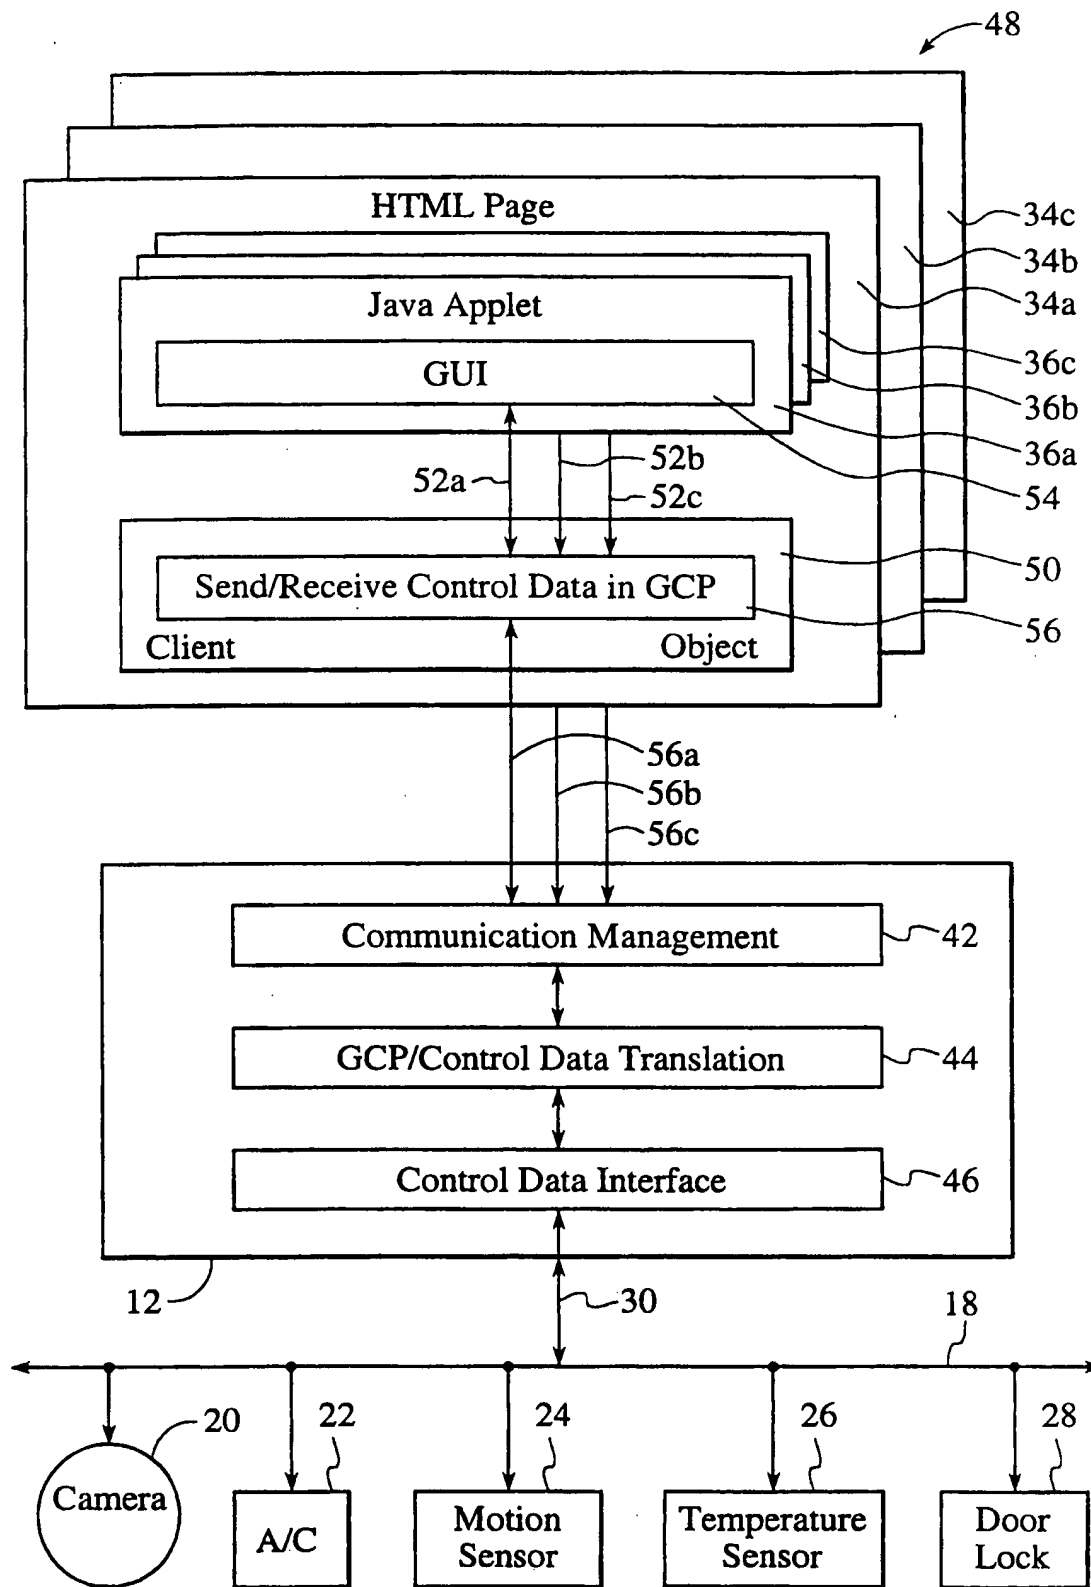 48
HTML Page
34c
34b
34a
Java Applet
36c
36b
36a
GUI
54
52a
52b
52c
50
Send/Receive Control Data in GCP
56
Client
Object
56a
56b
56c
Communication Management
42
GCP/Control Data Translation
44
Control Data Interface
46
12
30
18
20
22
24
26
28
Camera
A/C
Motion
Sensor
Temperature
Sensor
Door
Lock